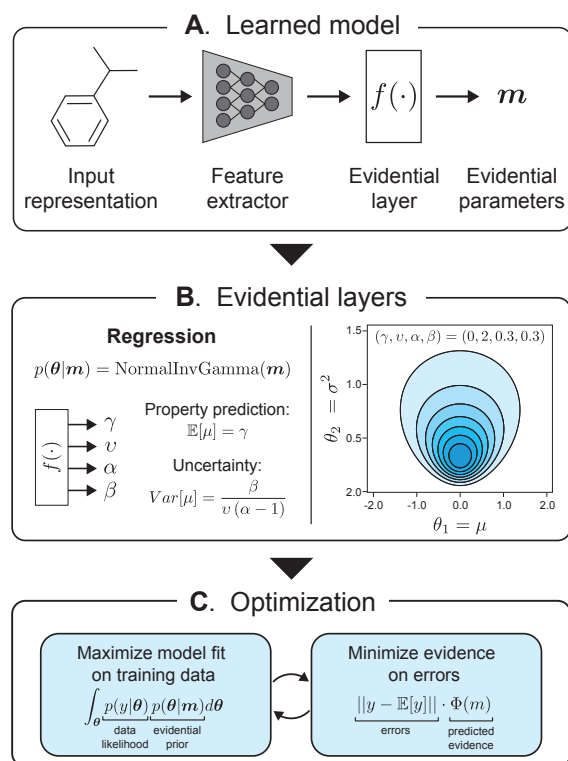 A. Learned model
f(·)
m
Input representation
Feature extractor
Evidential layer
Evidential parameters
B. Evidential layers
Regression
p(θ|m) = NormalInvGamma(m)
f(·)
γ
υ
α
β
Property prediction:
𝔼[μ] = γ
Uncertainty:
Var[μ] = β / υ (α − 1)
(γ, υ, α, β) = (0, 2, 0.3, 0.3)
θ₂ = σ²
1.5
1.0
0.5
2.0
-2.0 -1.0 0.0 1.0 2.0
θ₁ = μ
C. Optimization
Maximize model fit
on training data
∫θ p(y|θ) p(θ|m)dθ
data likelihood
evidential prior
Minimize evidence
on errors
||y − 𝔼[y]|| · Φ(m)
errors
predicted evidence